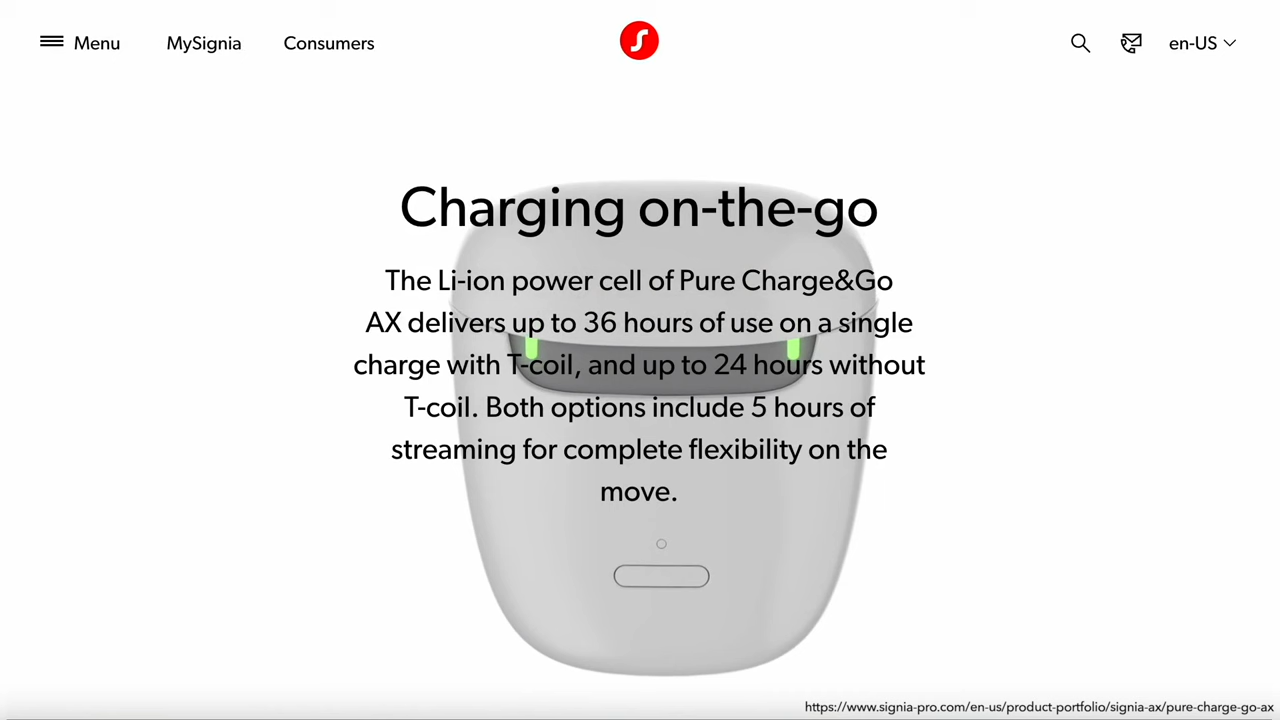 Menu MySignia Consumers en-US
Charging on-the-go
The Li-ion power cell of Pure Charge&Go
AX delivers up to 36 hours of use on a single
charge with T-coil, and up to 24 hours without
T-coil. Both options include 5 hours of
streaming for complete flexibility on the
move.
https://www.signia-pro.com/en-us/product-portfolio/signia-ax/pure-charge-go-ax